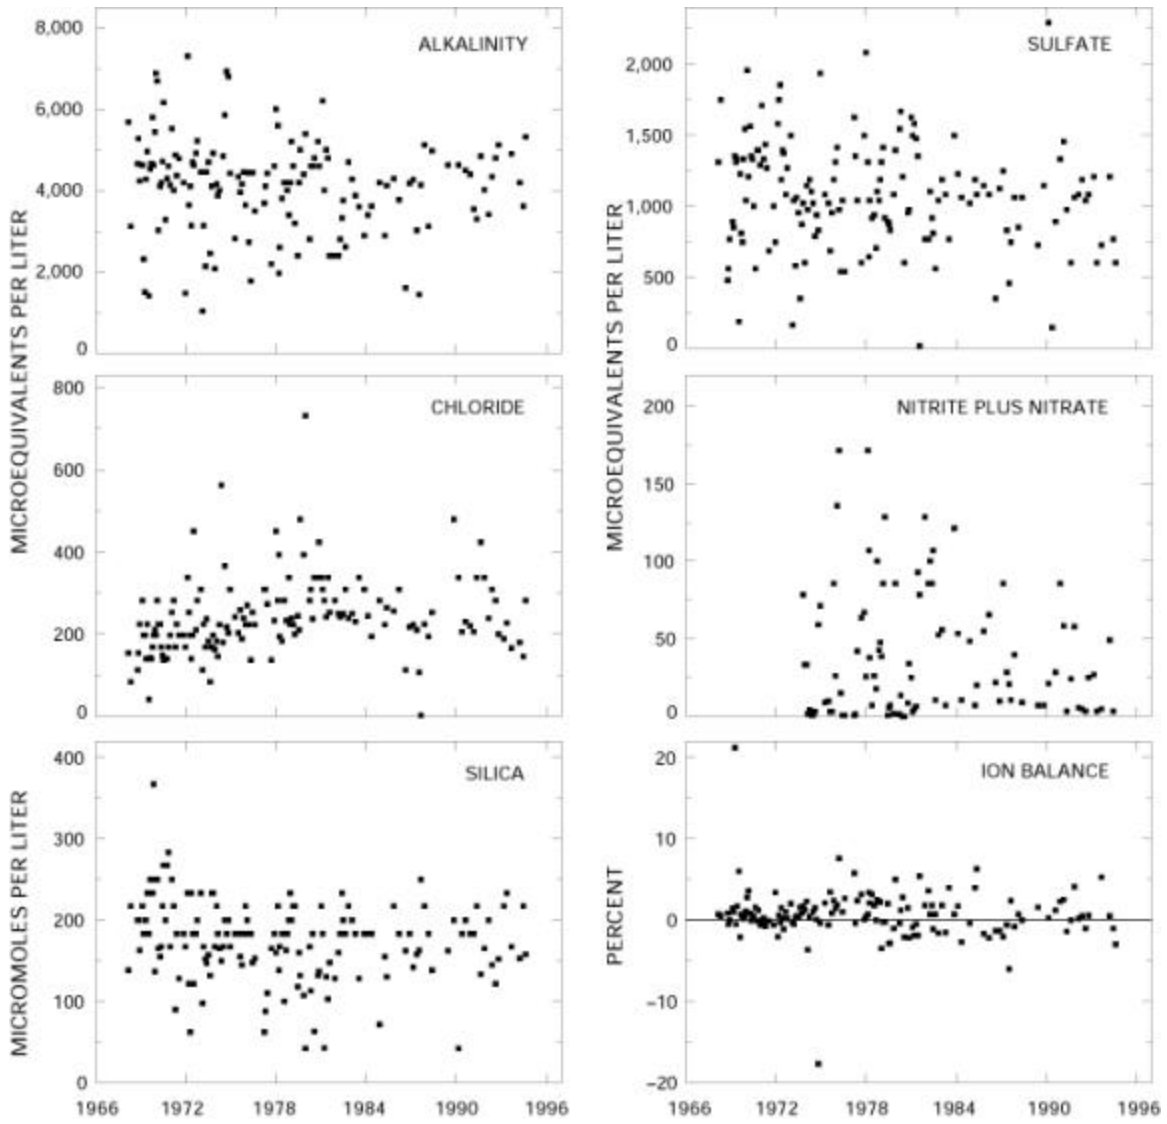 MICROEQUIVALENTS PER LITER
8,000
6,000
4,000
2,000
0
ALKALINITY
MICROEQUIVALENTS PER LITER
2,000
1,500
1,000
500
0
SULFATE
800
600
400
200
0
CHLORIDE
200
150
100
50
0
NITRITE PLUS NITRATE
MICROMOLES PER LITER
400
300
200
100
0
SILICA
1966 1972 1978 1984 1990 1996
PERCENT
20
10
0
−10
−20
ION BALANCE
1966 1972 1978 1984 1990 1996